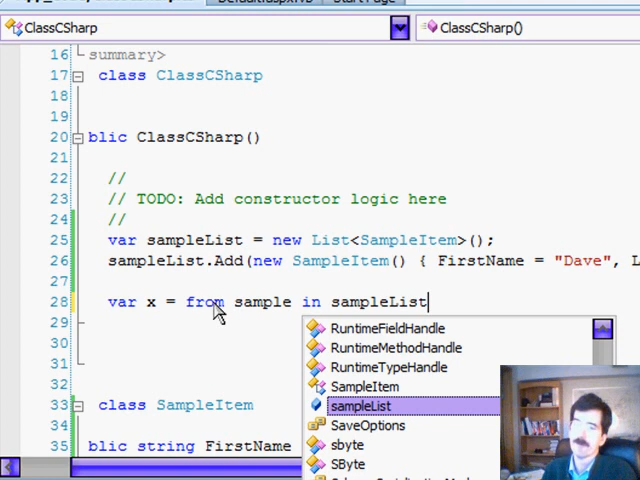 Start Page
ClassCSharp
ClassCSharp()
16 summary>
17 class ClassCSharp
18
19
20 blic ClassCSharp()
21
22 //
23 // TODO: Add constructor logic here
24 //
25 var sampleList = new List<SampleItem>();
26 sampleList.Add(new SampleItem() { FirstName = "Dave", L
27
28 var x = from sample in sampleList
29
30
31
32
33 class SampleItem
34
35 blic string FirstName
RuntimeFieldHandle
RuntimeMethodHandle
RuntimeTypeHandle
SampleItem
sampleList
SaveOptions
sbyte
SByte